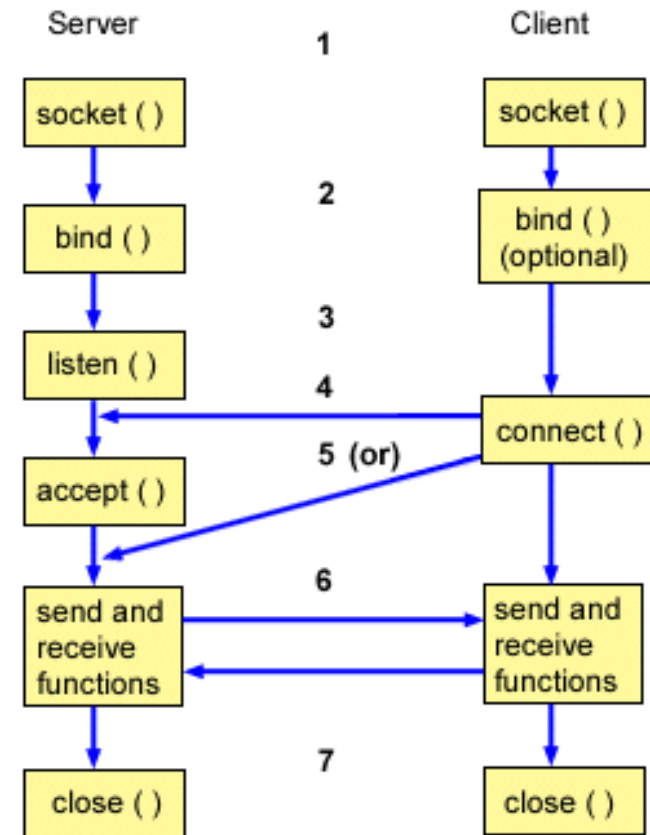 Server
1
Client
socket ( )
socket ( )
2
bind ( )
bind ( )
(optional)
3
listen ( )
4
connect ( )
5 (or)
accept ( )
6
send and
receive
functions
send and
receive
functions
7
close ( )
close ( )